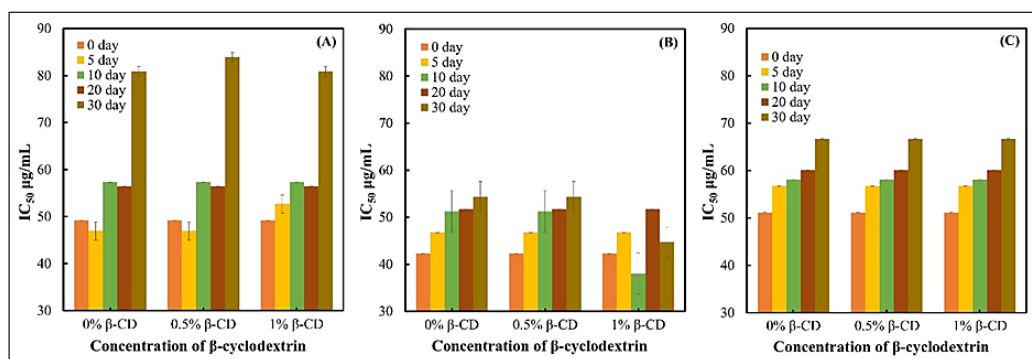 (A)
IC50 µg/mL
90
80
70
60
50
40
30
0 day
5 day
10 day
20 day
30 day
0% β-CD 0.5% β-CD 1% β-CD
Concentration of β-cyclodextrin
(B)
IC50 µg/mL
90
80
70
60
50
40
30
0 day
5 day
10 day
20 day
30 day
0% β-CD 0.5% β-CD 1% β-CD
Concentration of β-cyclodextrin
(C)
IC50 µg/mL
90
80
70
60
50
40
30
0 day
5 day
10 day
20 day
30 day
0% β-CD 0.5% β-CD 1% β-CD
Concentration of β-cyclodextrin